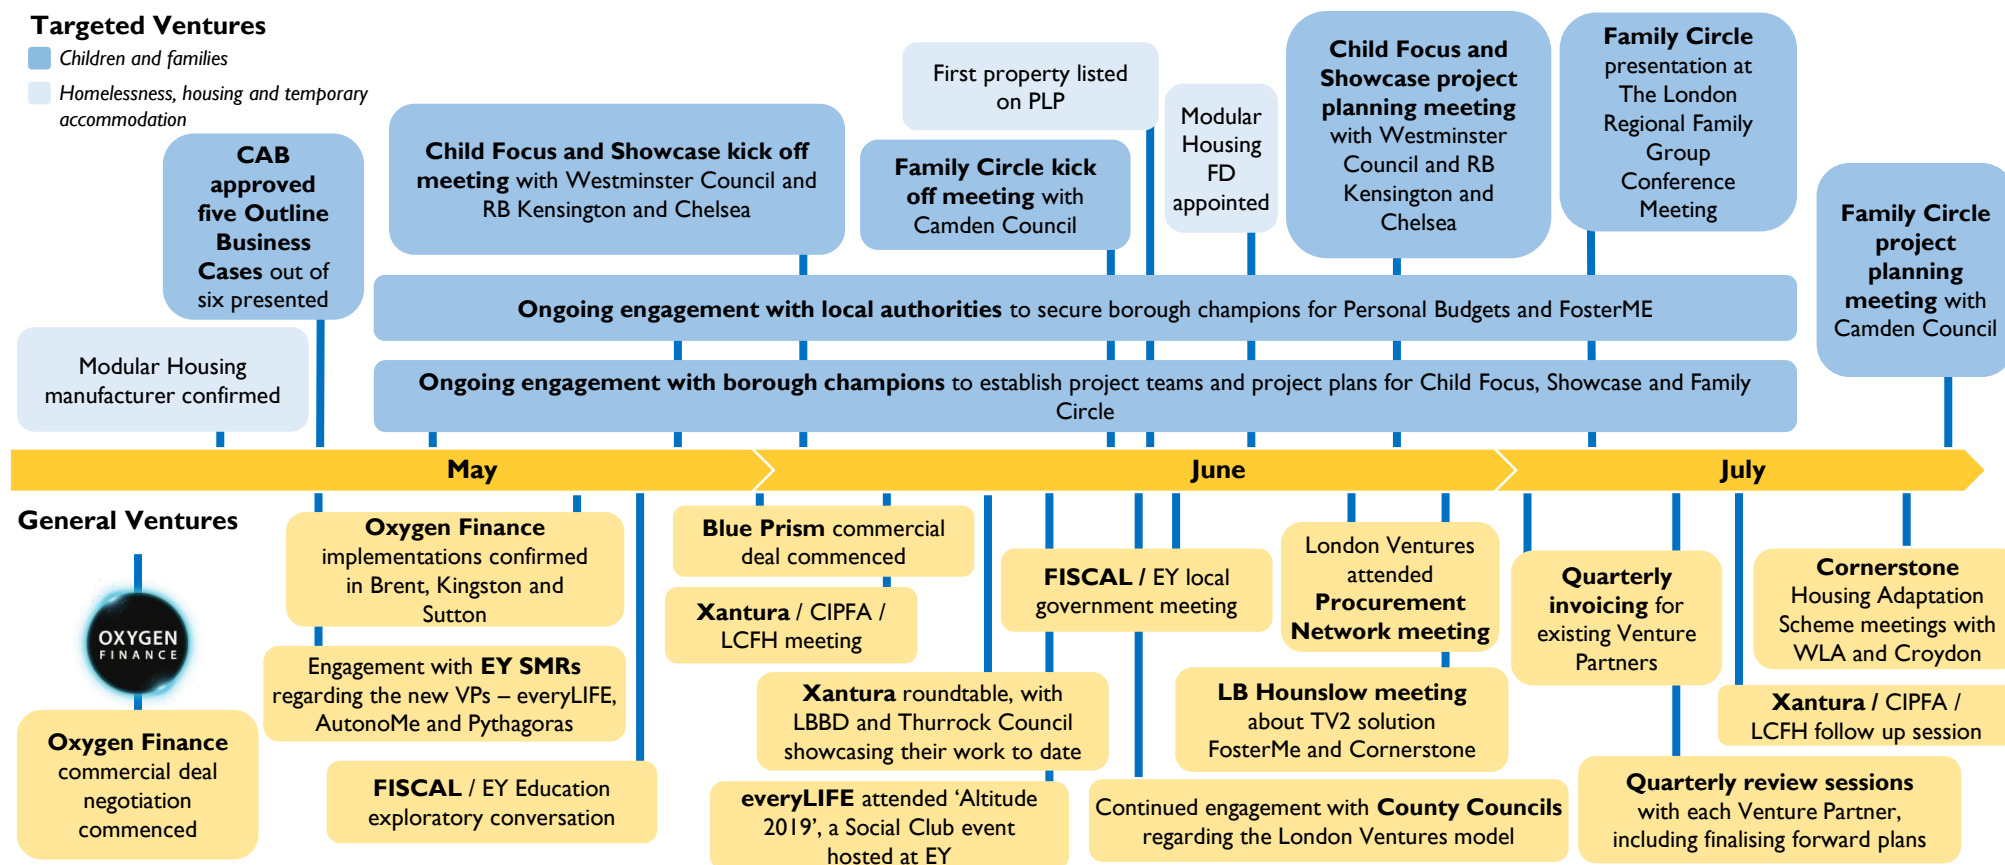 Targeted Ventures
Children and families
Homelessness, housing and temporary
accommodation
CAB
approved
five Outline
Business
Cases out of
six presented
Modular Housing
manufacturer confirmed
Child Focus and Showcase kick off
meeting with Westminster Council and
RB Kensington and Chelsea
First property listed
on PLP
Family Circle kick
off meeting with
Camden Council
Modular
Housing
FD
appointed
Child Focus and
Showcase project
planning meeting
with Westminster
Council and RB
Kensington and
Chelsea
Family Circle
presentation at
The London
Regional Family
Group
Conference
Meeting
Family Circle
project
planning
meeting with
Camden Council
Ongoing engagement with local authorities to secure borough champions for Personal Budgets and FosterME
Ongoing engagement with borough champions to establish project teams and project plans for Child Focus, Showcase and Family
Circle
May
June
July
General Ventures
OXYGEN
FINANCE
Oxygen Finance
commercial deal
negotiation
commenced
Oxygen Finance
implementations confirmed
in Brent, Kingston and
Sutton
Engagement with EY SMRs
regarding the new VPs – everyLIFE,
AutonoMe and Pythagoras
FISCAL / EY Education
exploratory conversation
Blue Prism commercial
deal commenced
Xantura / CIPFA /
LCFH meeting
Xantura roundtable, with
LBBD and Thurrock Council
showcasing their work to date
everyLIFE attended ‘Altitude
2019’, a Social Club event
hosted at EY
FISCAL / EY local
government meeting
Continued engagement with County Councils
regarding the London Ventures model
London Ventures
attended
Procurement
Network meeting
LB Hounslow meeting
about TV2 solution
FosterMe and Cornerstone
Quarterly
invoicing for
existing Venture
Partners
Cornerstone
Housing Adaptation
Scheme meetings with
WLA and Croydon
Xantura / CIPFA /
LCFH follow up session
Quarterly review sessions
with each Venture Partner,
including finalising forward plans